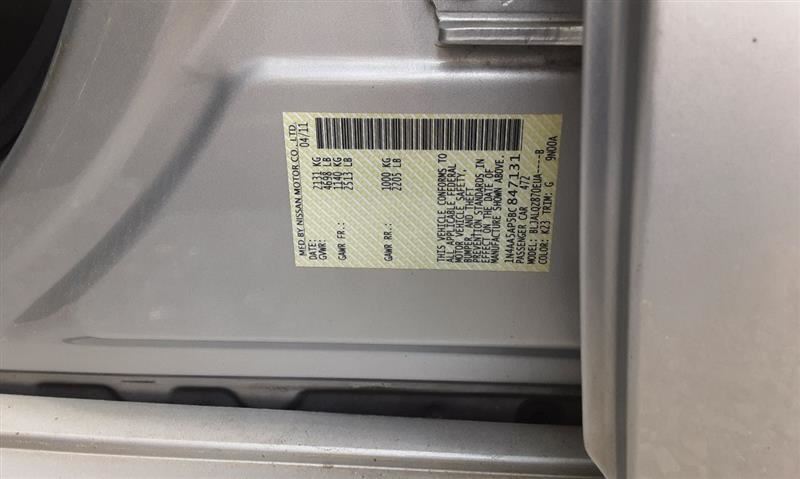 MFD BY NISSAN MOTOR CO.,LTD.
DATE: 04/11
GVWR: 2131 KG
4698 LB
GAWR FR.: 1140 KG
2513 LB
GAWR RR.: 1000 KG
2205 LB
THIS VEHICLE CONFORMS TO
ALL APPLICABLE FEDERAL
MOTOR VEHICLE SAFETY,
BUMPER, AND THEFT
PREVENTION STANDARDS IN
EFFECT ON THE DATE OF
MANUFACTURE SHOWN ABOVE.
1N4AA5AP5BC847131
PASSENGER CAR 472
MODEL: BLJALQZ870EUA----B
COLOR: K23 TRIM: G 9N00A